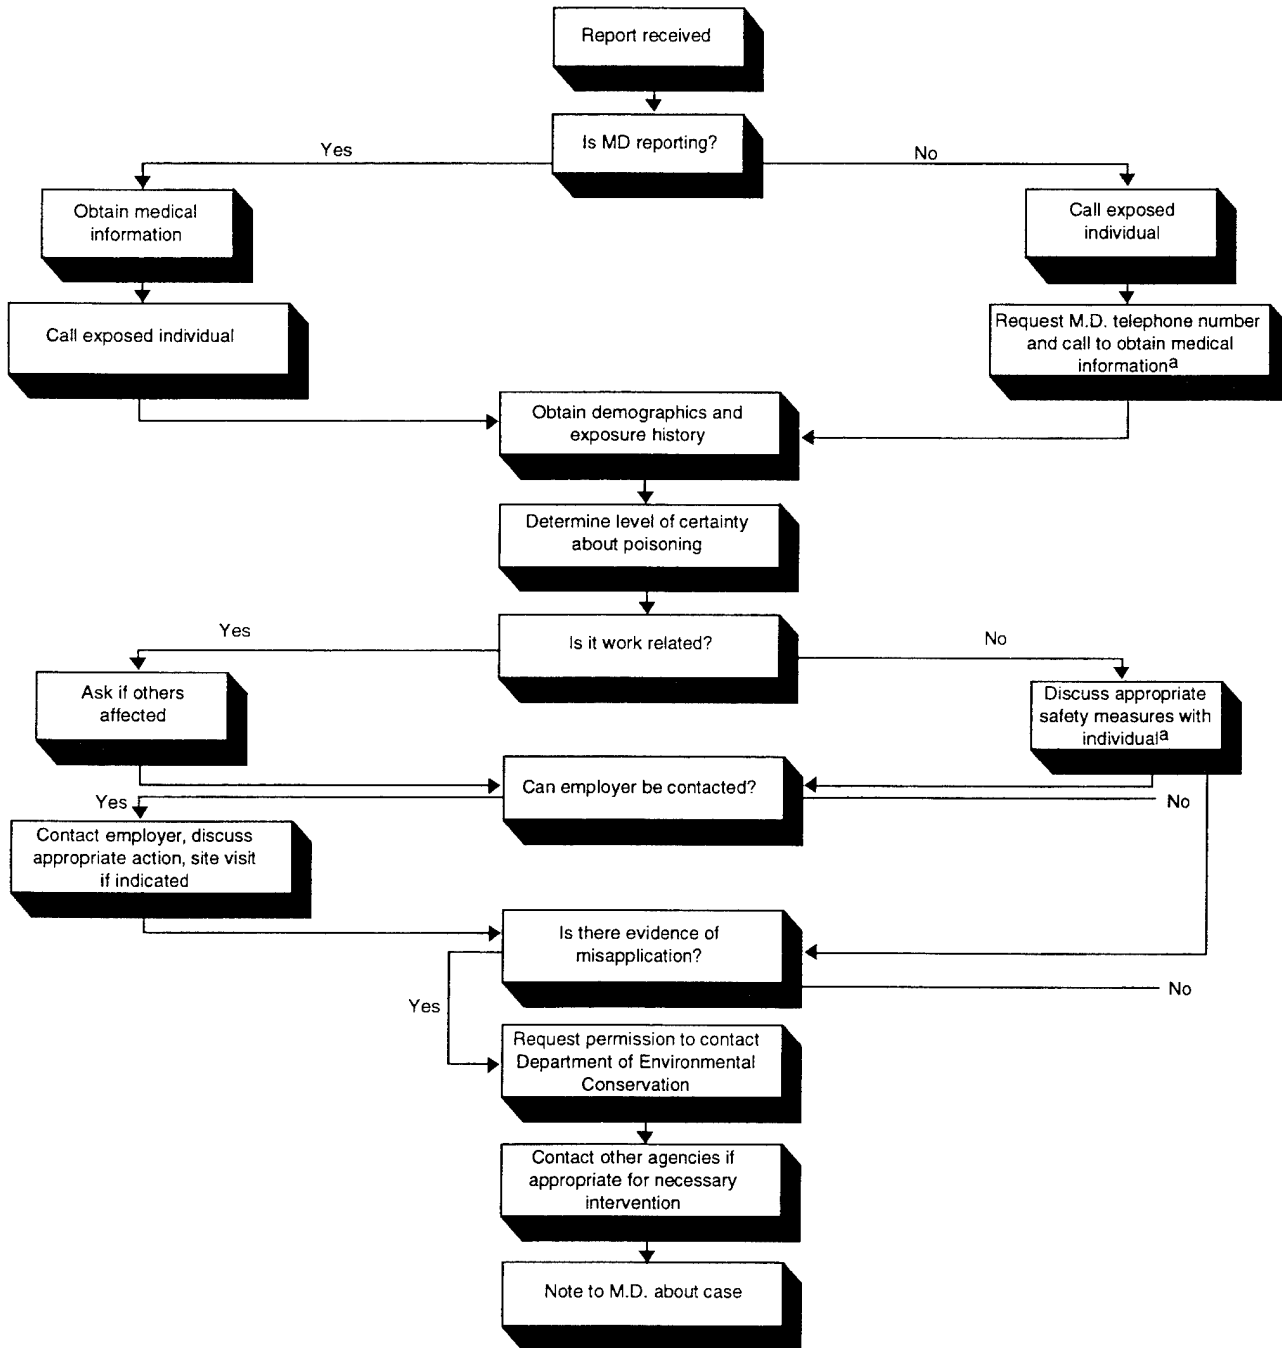 Report received
Is MD reporting?
Yes
No
Obtain medical
information
Call exposed
individual
Call exposed individual
Request M.D. telephone number
and call to obtain medical
informationa
Obtain demographics and
exposure history
Determine level of certainty
about poisoning
Is it work related?
Yes
No
Ask if others
affected
Discuss appropriate
safety measures with
individuala
Can employer be contacted?
Yes
No
Contact employer, discuss
appropriate action, site visit
if indicated
Is there evidence of
misapplication?
Yes
No
Request permission to contact
Department of Environmental
Conservation
Contact other agencies if
appropriate for necessary
intervention
Note to M.D. about case